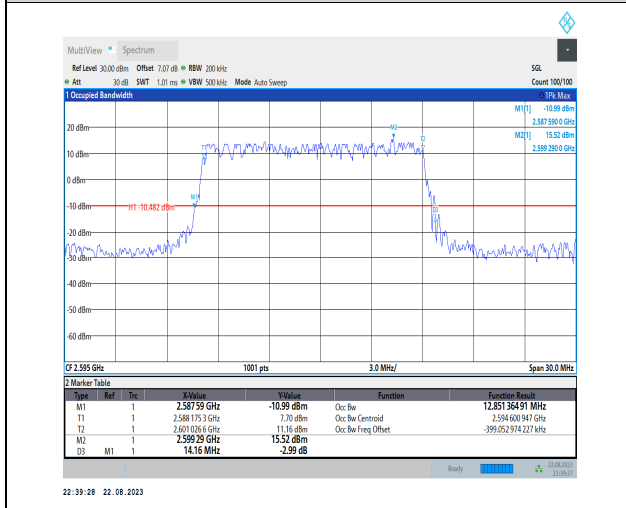 MultiView Spectrum
Ref Level 30.00 dBm Offset 7.07 dB RBW 200 kHz SGL
Att 30 dB SWT 1.01 ms VBW 500 kHz Mode Auto Sweep Count 100/100
1 Occupied Bandwidth 1Pk Max
M1[1] -10.99 dBm
2.587 590 0 GHz
M2[1] 15.52 dBm
2.599 290 0 GHz
M2
20 dBm
T1
T2
10 dBm
0 dBm
M1
-10 dBm
H1 -10.482 dBm
D3
-20 dBm
-30 dBm
-40 dBm
-50 dBm
-60 dBm
CF 2.595 GHz 1001 pts 3.0 MHz/ Span 30.0 MHz
2 Marker Table
Type Ref Trc X-Value Y-Value Function Function Result
M1 1 2.58759 GHz -10.99 dBm Occ Bw 12.851 364 91 MHz
T1 1 2.588 175 3 GHz 7.70 dBm Occ Bw Centroid 2.594 600 947 GHz
T2 1 2.601 026 6 GHz 11.16 dBm Occ Bw Freq Offset -399.052 974 227 kHz
M2 1 2.599 29 GHz 15.52 dBm
D3 M1 1 14.16 MHz -2.99 dB
Ready 22.08.2023
22:39:27
22:39:28 22.08.2023